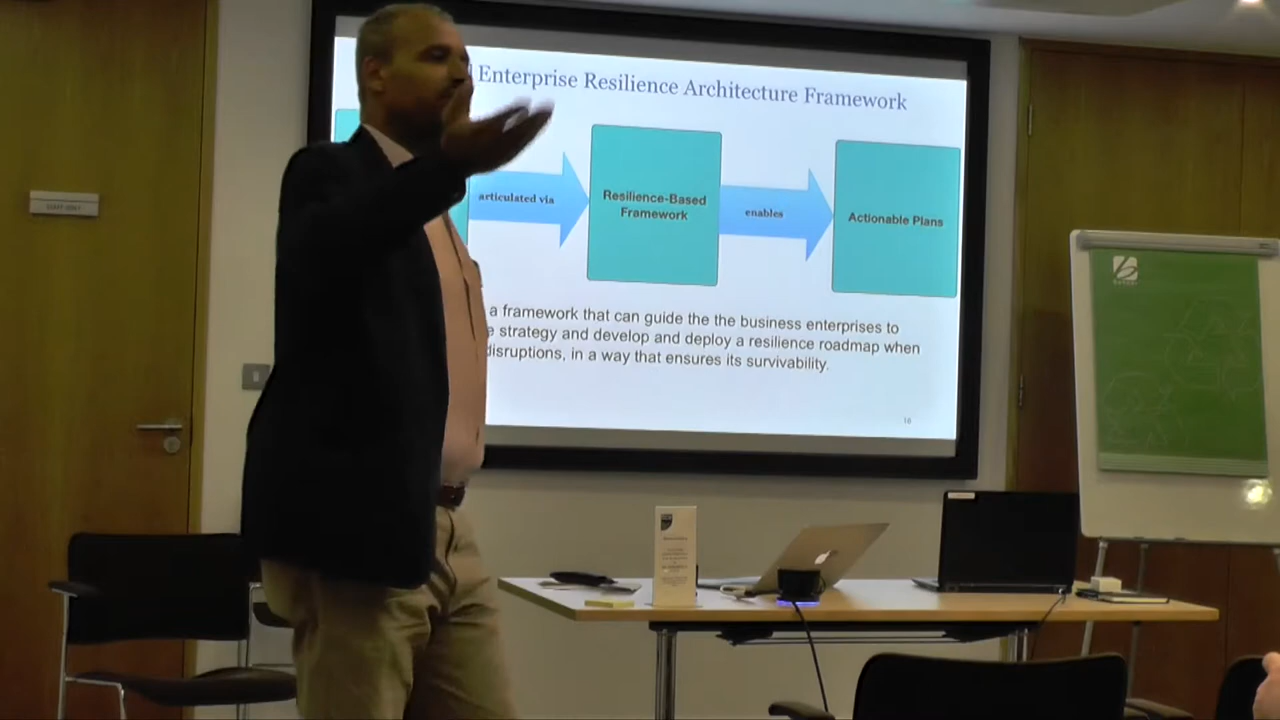 Enterprise Resilience Architecture Framework
articulated via
Resilience-Based
Framework
enables
Actionable Plans
a framework that can guide the the business enterprises to
strategy and develop and deploy a resilience roadmap when
disruptions, in a way that ensures its survivability.
16